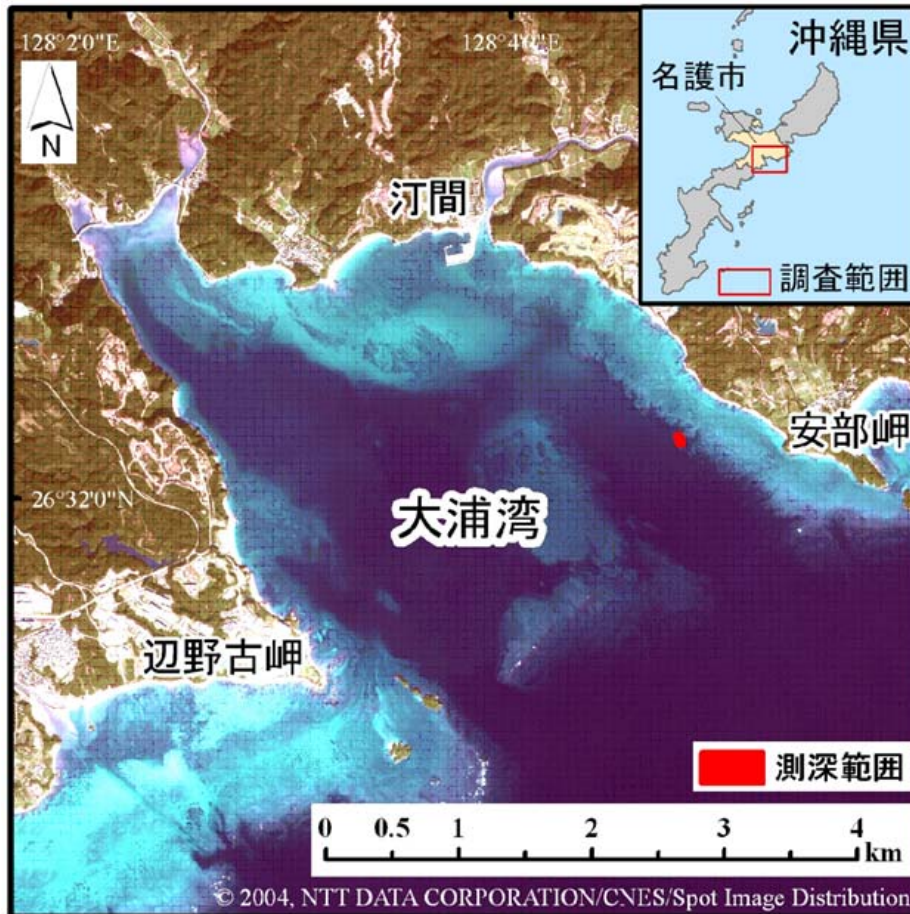 128°2'0"E
128°4'0"E
沖縄県
名護市
N
汀間
調査範囲
安部岬
26°32'0"N
大浦湾
辺野古岬
測深範囲
0 0.5 1 2 3 4
km
© 2004, NTT DATA CORPORATION/CNES/Spot Image Distribution